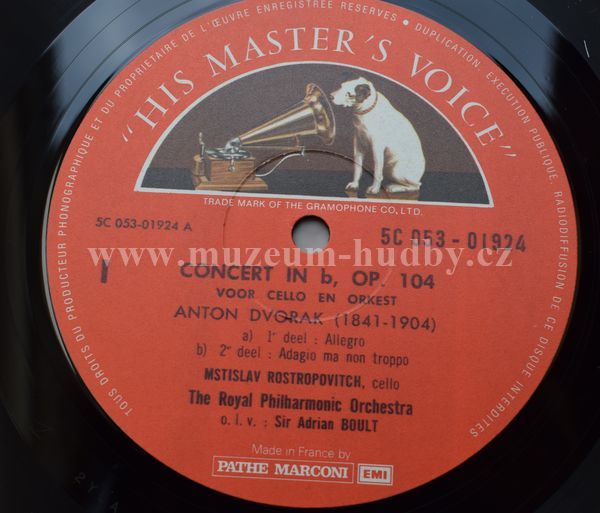 TOUS DROITS DU PRODUCTEUR PHONOGRAPHIQUE ET DU PROPRIETAIRE DE L'ŒUVRE ENREGISTRÉE RESERVES • DUPLICATION, EXECUTION PUBLIQUE, RADIODIFFUSION DE CE DISQUE INTERDITES
"HIS MASTER'S VOICE"
TRADE MARK OF THE GRAMOPHONE CO, LTD.
5C 053-01924 A
5C 053-01924
www.muzeum-hudby.cz
1
CONCERT IN b, OP. 104
VOOR CELLO EN ORKEST
ANTON DVORAK (1841-1904)
a) 1e deel : Allegro
b) 2e deel : Adagio ma non troppo
MSTISLAV ROSTROPOVITCH, cello
The Royal Philharmonic Orchestra
o. l. v. : Sir Adrian BOULT
Made in France by
PATHE MARCONI EMI